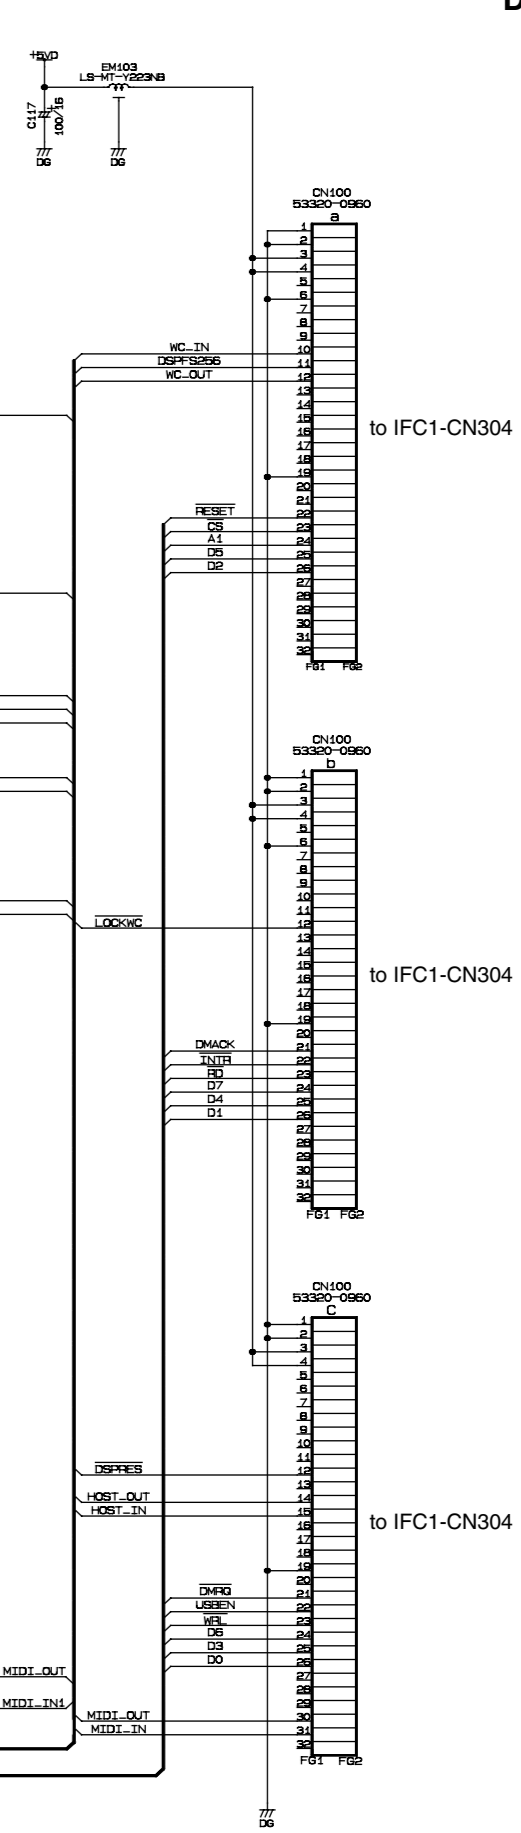 D
+5VD
EM103
LS-MT-Y223NB
C117
100/16
DG
DG
CN100
53320-0960
a
1
2
3
4
5
6
7
8
9
WC_IN 10
DSPFS256 11
WC_OUT 12
13
14
15
to IFC1-CN304
16
17
18
19
20
21
RESET 22
CS 23
A1 24
D5 25
D2 26
27
28
29
30
31
32
FG1 FG2
CN100
53320-0960
b
1
2
3
4
5
6
7
8
9
10
11
LOCKWC 12
13
14
15
to IFC1-CN304
16
17
18
19
20
DMACK 21
INTR 22
RD 23
D7 24
D4 25
D1 26
27
28
29
30
31
32
FG1 FG2
CN100
53320-0960
C
1
2
3
4
5
6
7
8
9
10
11
DSPRES 12
13
HOST_OUT 14
HOST_IN 15
to IFC1-CN304
16
17
18
19
20
DMRQ 21
USBEN 22
WRL 23
D6 24
D3 25
D0 26
27
MIDI_OUT
28
29
MIDI_IN1
MIDI_OUT 30
MIDI_IN 31
32
FG1 FG2
DG